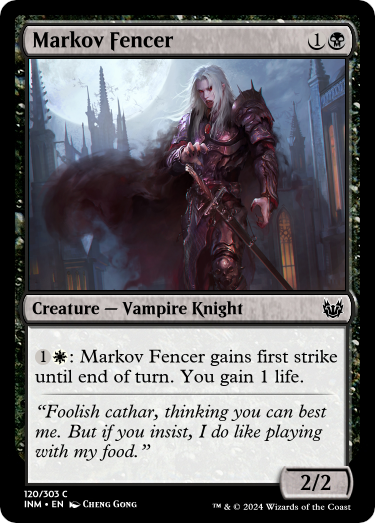 Markov Fencer 1
Creature — Vampire Knight
1 : Markov Fencer gains first strike
until end of turn. You gain 1 life.
“Foolish cathar, thinking you can best
me. But if you insist, I do like playing
with my food.”
2/2
120/303 C
INM • EN Cheng Gong
™ & © 2024 Wizards of the Coast